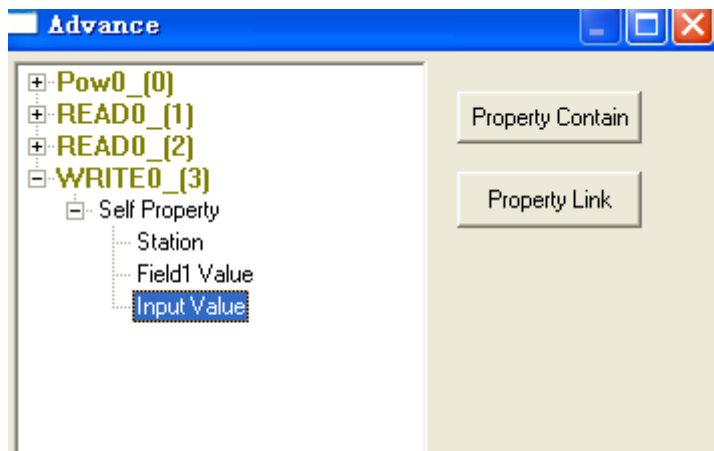 Advance
Pow0_(0)
READ0_(1)
READ0_(2)
WRITE0_(3)
Self Property
Station
Field1 Value
Input Value
Property Contain
Property Link